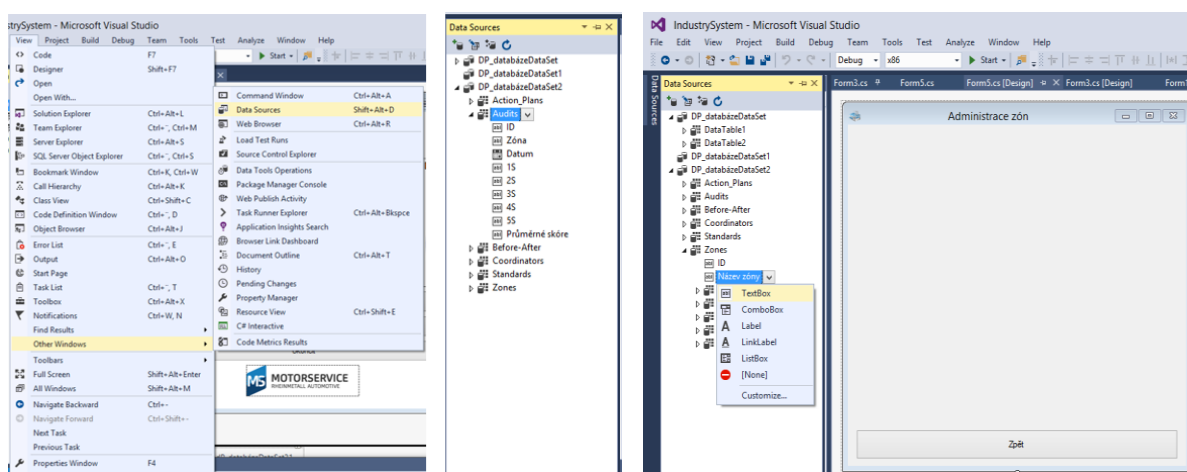 strySystem - Microsoft Visual Studio
View Project Build Debug Team Tools Test Analyze Window Help
Start
Code F7
Designer Shift+F7
Open
Open With...
Solution Explorer Ctrl+Alt+L
Team Explorer Ctrl+¨, Ctrl+M
Server Explorer Ctrl+Alt+S
SQL Server Object Explorer Ctrl+¨, Ctrl+S
Bookmark Window Ctrl+K, Ctrl+W
Call Hierarchy Ctrl+Alt+K
Class View Ctrl+Shift+C
Code Definition Window Ctrl+¨, D
Object Browser Ctrl+Alt+J
Error List Ctrl+¨, E
Output Ctrl+Alt+O
Start Page
Task List Ctrl+¨, T
Toolbox Ctrl+Alt+X
Notifications Ctrl+W, N
Find Results
Other Windows
Toolbars
Full Screen Shift+Alt+Enter
All Windows Shift+Alt+M
Navigate Backward Ctrl+-
Navigate Forward Ctrl+Shift+-
Next Task
Previous Task
Properties Window F4
Command Window Ctrl+Alt+A
Data Sources Shift+Alt+D
Web Browser Ctrl+Alt+R
Load Test Runs
Source Control Explorer
Data Tools Operations
Package Manager Console
Web Publish Activity
Task Runner Explorer Ctrl+Alt+Bkspce
Application Insights Search
Browser Link Dashboard
Document Outline Ctrl+Alt+T
History
Pending Changes
Property Manager
Resource View Ctrl+Shift+E
C# Interactive
Code Metrics Results
MS MOTORSERVICE
RHEINMETALL AUTOMOTIVE
Data Sources
DP_databázeDataSet
DP_databázeDataSet1
DP_databázeDataSet2
Action_Plans
Audits
ID
Zóna
Datum
1S
2S
3S
4S
5S
Průměrné skóre
Before-After
Coordinators
Standards
Zones
IndustrySystem - Microsoft Visual Studio
File Edit View Project Build Debug Team Tools Test Analyze Window Help
Debug x86 Start
Data Sources
Data Sources
Form3.cs Form5.cs Form5.cs [Design] Form3.cs [Design] Form1
DP_databázeDataSet
DataTable1
DataTable2
DP_databázeDataSet1
DP_databázeDataSet2
Action_Plans
Audits
Before-After
Coordinators
Standards
Zones
ID
Název zóny
TextBox
ComboBox
Label
LinkLabel
ListBox
[None]
Customize...
Administrace zón
Zpět